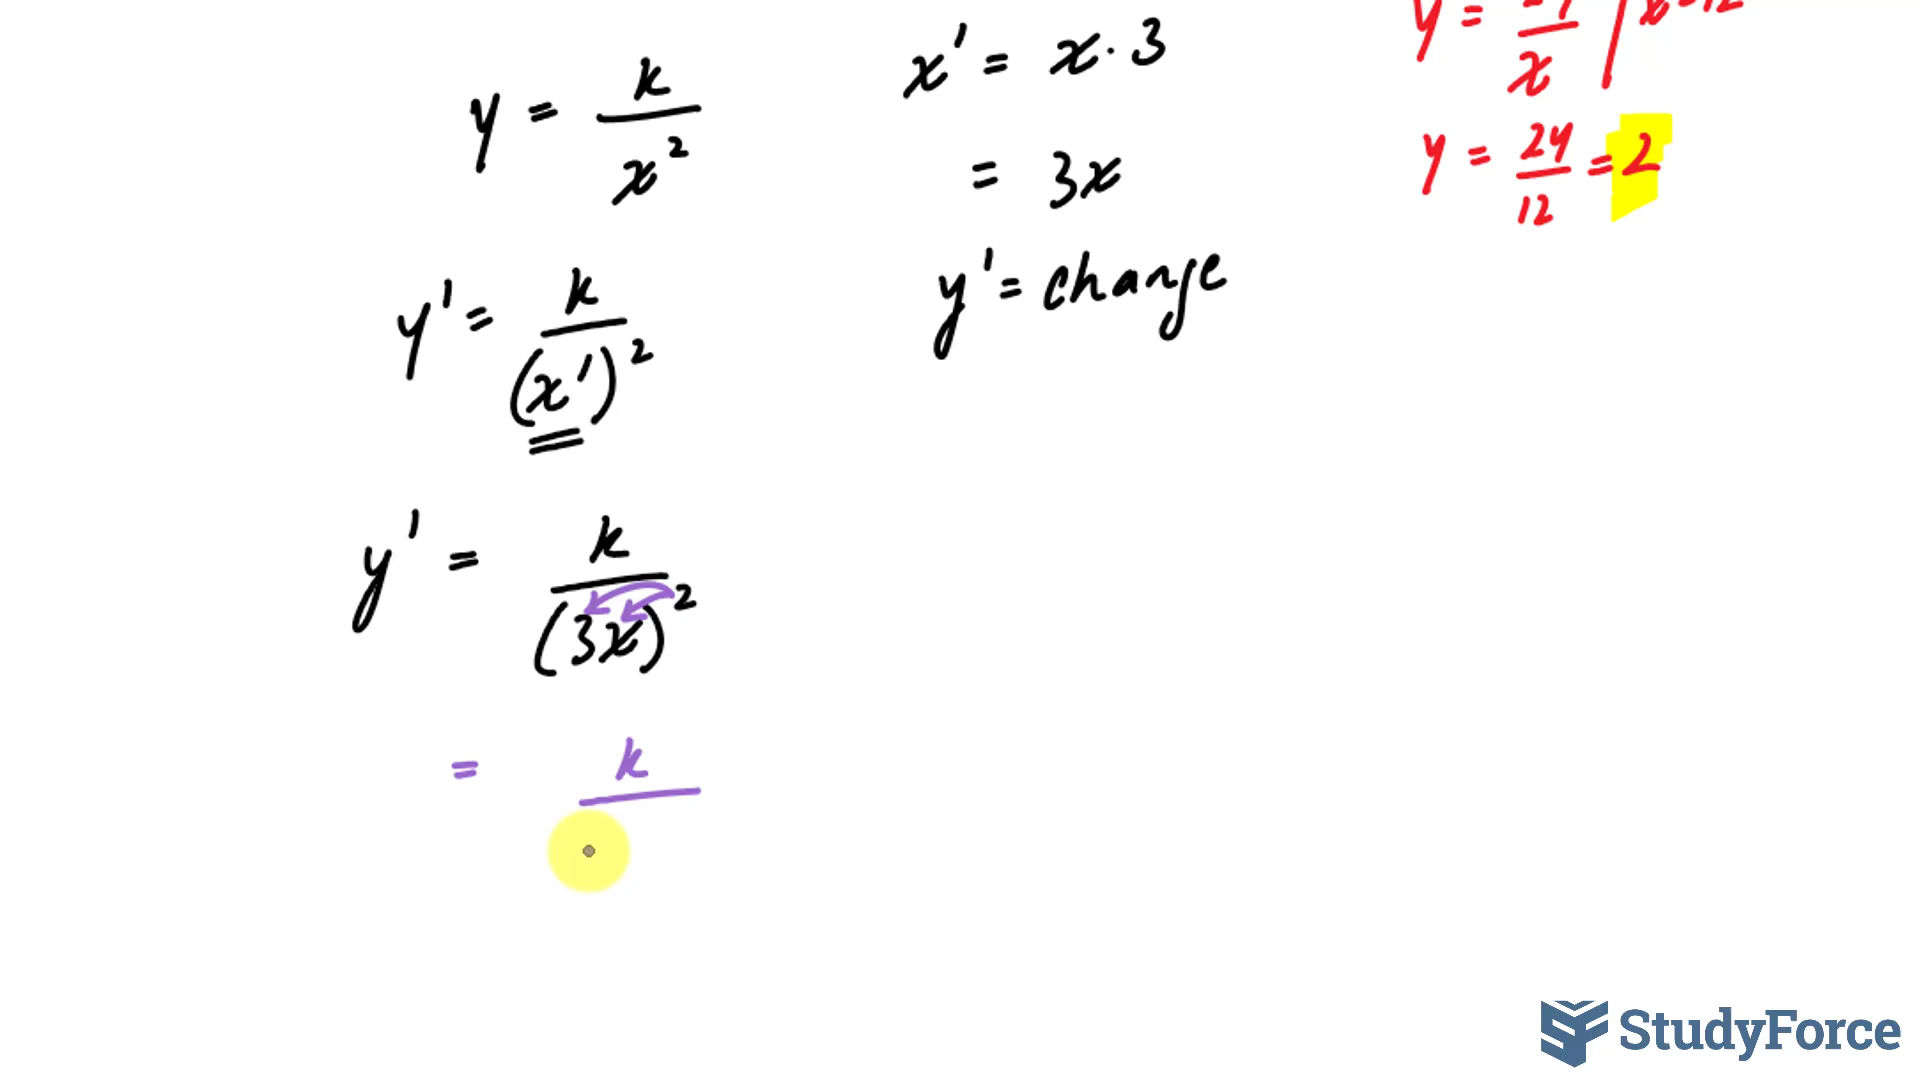 y = k / x²
y' = k / (x')²
y' = k / (3x)²
= k
x' = x · 3
= 3x
y' = change
y = / x
y = 24 / 12 = 2
StudyForce